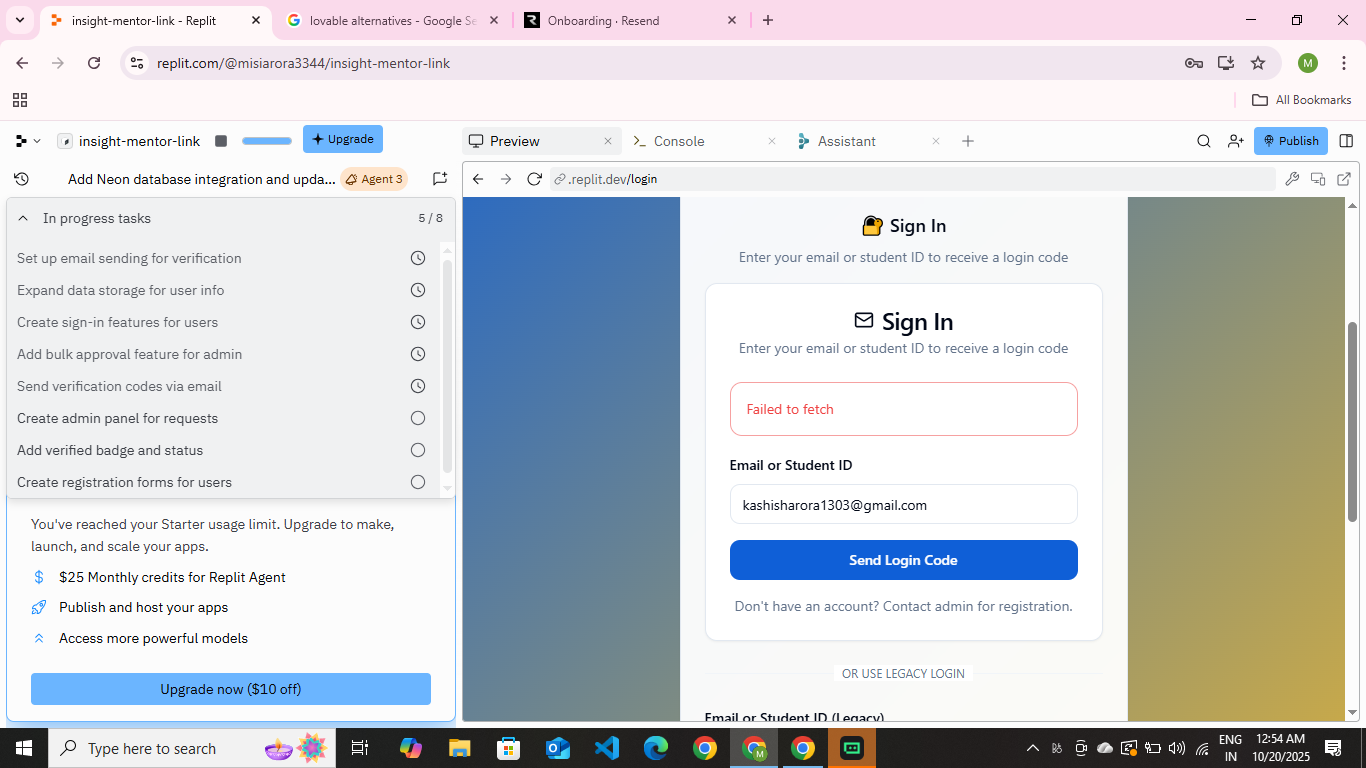 insight-mentor-link - Replit
lovable alternatives - Google Se
Onboarding · Resend
replit.com/@misiarora3344/insight-mentor-link
M
All Bookmarks
insight-mentor-link
Upgrade
Preview
Console
Assistant
Publish
Add Neon database integration and upda...
Agent 3
.replit.dev/login
In progress tasks
5 / 8
Set up email sending for verification
Expand data storage for user info
Create sign-in features for users
Add bulk approval feature for admin
Send verification codes via email
Create admin panel for requests
Add verified badge and status
Create registration forms for users
You've reached your Starter usage limit. Upgrade to make,
launch, and scale your apps.
$25 Monthly credits for Replit Agent
Publish and host your apps
Access more powerful models
Upgrade now ($10 off)
Sign In
Enter your email or student ID to receive a login code
Sign In
Enter your email or student ID to receive a login code
Failed to fetch
Email or Student ID
kashisharora1303@gmail.com
Send Login Code
Don't have an account? Contact admin for registration.
OR USE LEGACY LOGIN
Email or Student ID (Legacy)
Type here to search
M
ENG
IN
12:54 AM
10/20/2025